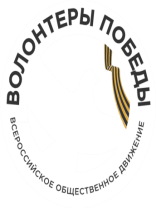 ВОЛОНТЕРЫ ПОБЕДЫ
ВСЕРОССИЙСКОЕ ОБЩЕСТВЕННОЕ ДВИЖЕНИЕ